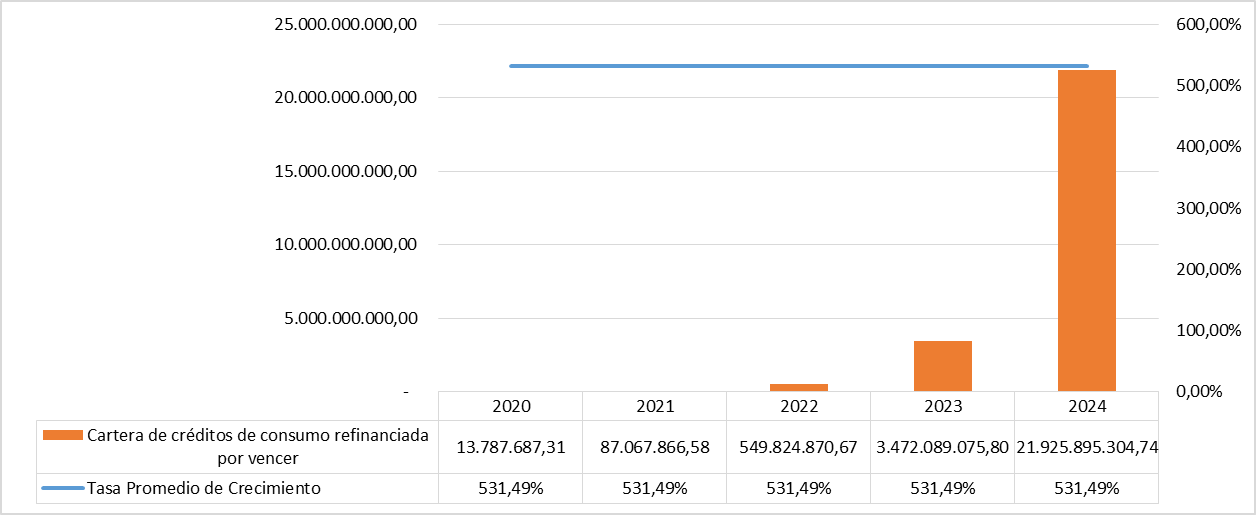 25.000.000.000,00
600,00%
20.000.000.000,00
500,00%
400,00%
15.000.000.000,00
300,00%
10.000.000.000,00
200,00%
5.000.000.000,00
100,00%
-
0,00%
2020 2021 2022 2023 2024
Cartera de créditos de consumo refinanciada
por vencer
13.787.687,31 87.067.866,58 549.824.870,67 3.472.089.075,80 21.925.895.304,74
Tasa Promedio de Crecimiento 531,49% 531,49% 531,49% 531,49% 531,49%